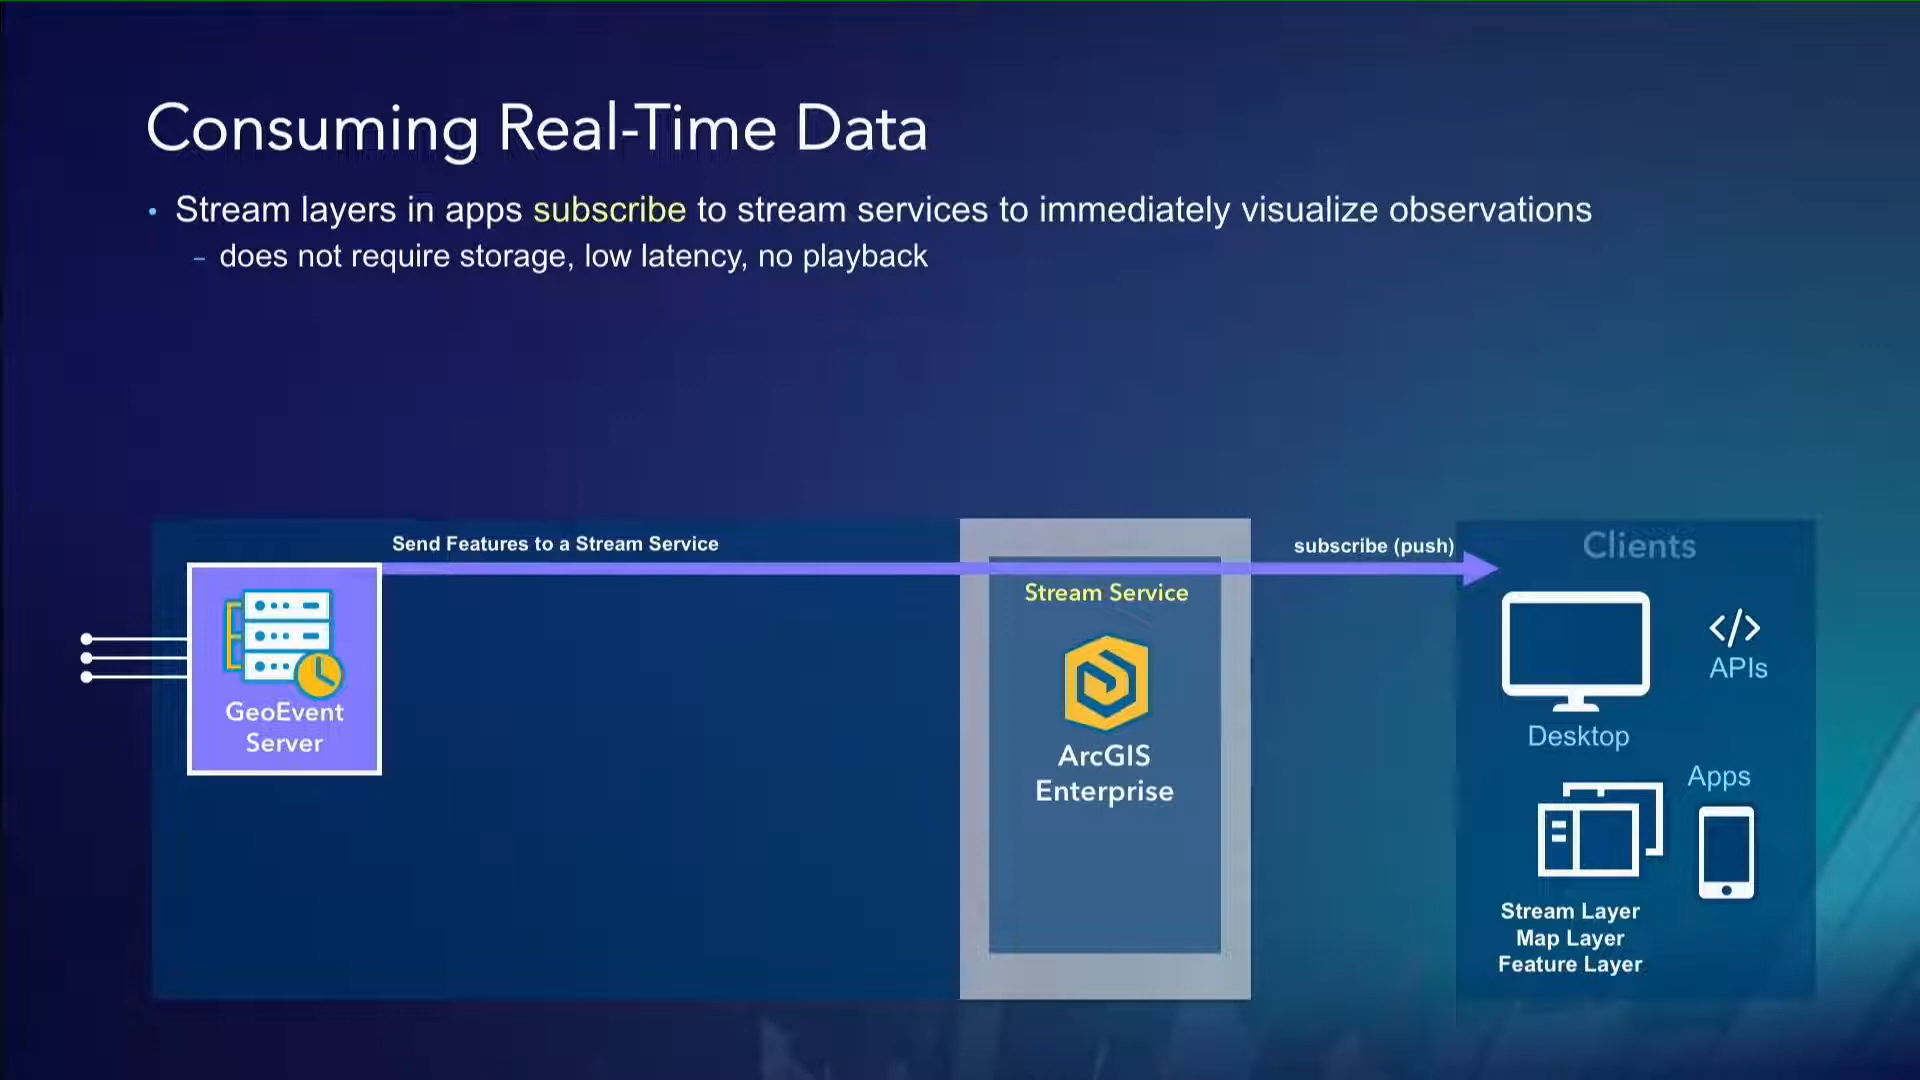 Consuming Real-Time Data
• Stream layers in apps subscribe to stream services to immediately visualize observations
– does not require storage, low latency, no playback
Send Features to a Stream Service
subscribe (push)
Clients
Stream Service
GeoEvent
Server
ArcGIS
Enterprise
</>
APIs
Desktop
Apps
Stream Layer
Map Layer
Feature Layer